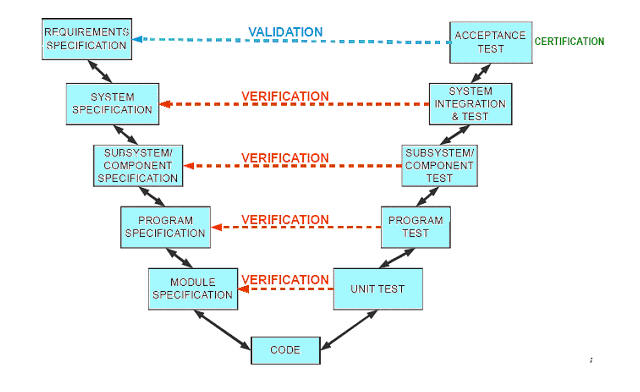 REQUIREMENTS
SPECIFICATION
VALIDATION
ACCEPTANCE
TEST
CERTIFICATION
SYSTEM
SPECIFICATION
VERIFICATION
SYSTEM
INTEGRATION
& TEST
SUBSYSTEM/
COMPONENT
SPECIFICATION
VERIFICATION
SUBSYSTEM/
COMPONENT
TEST
PROGRAM
SPECIFICATION
VERIFICATION
PROGRAM
TEST
MODULE
SPECIFICATION
VERIFICATION
UNIT TEST
CODE
;